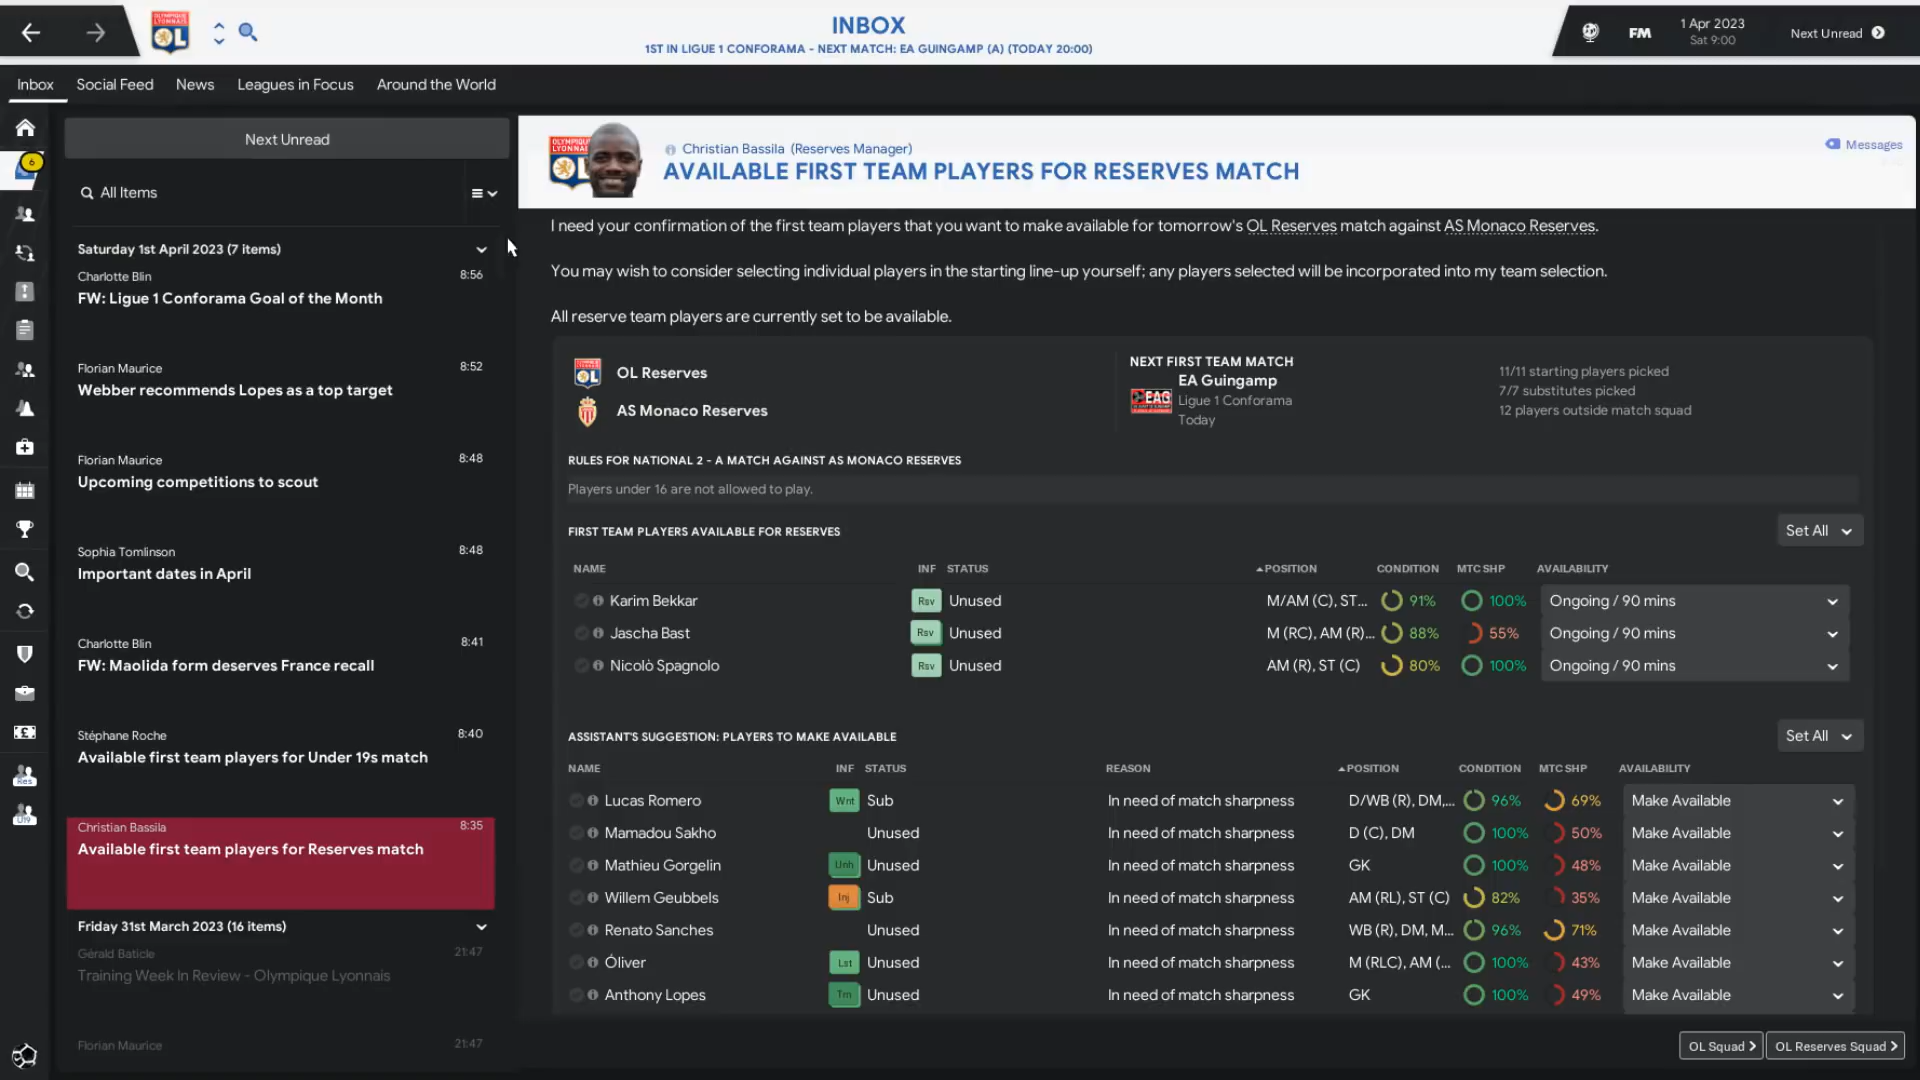 INBOX
1ST IN LIGUE 1 CONFORAMA - NEXT MATCH: EA GUINGAMP (A) (TODAY 20:00)
FM
1 Apr 2023
Sat 9:00
Next Unread
Inbox Social Feed News Leagues in Focus Around the World
6
Next Unread
All Items
Saturday 1st April 2023 (7 items)
Charlotte Blin 8:56
FW: Ligue 1 Conforama Goal of the Month
Florian Maurice 8:52
Webber recommends Lopes as a top target
Florian Maurice 8:48
Upcoming competitions to scout
Sophia Tomlinson 8:48
Important dates in April
Charlotte Blin 8:41
FW: Maolida form deserves France recall
Stéphane Roche 8:40
Available first team players for Under 19s match
Christian Bassila 8:35
Available first team players for Reserves match
Friday 31st March 2023 (16 items)
Gérald Baticle 21:47
Training Week In Review - Olympique Lyonnais
Florian Maurice 21:47
Christian Bassila (Reserves Manager)
AVAILABLE FIRST TEAM PLAYERS FOR RESERVES MATCH
Messages
I need your confirmation of the first team players that you want to make available for tomorrow's OL Reserves match against AS Monaco Reserves.
You may wish to consider selecting individual players in the starting line-up yourself; any players selected will be incorporated into my team selection.
All reserve team players are currently set to be available.
OL Reserves
AS Monaco Reserves
NEXT FIRST TEAM MATCH
EA Guingamp
Ligue 1 Conforama
Today
11/11 starting players picked
7/7 substitutes picked
12 players outside match squad
RULES FOR NATIONAL 2 - A MATCH AGAINST AS MONACO RESERVES
Players under 16 are not allowed to play.
FIRST TEAM PLAYERS AVAILABLE FOR RESERVES Set All
NAME INF STATUS POSITION CONDITION MTC SHP AVAILABILITY
Karim Bekkar Rsv Unused M/AM (C), ST... 91% 100% Ongoing / 90 mins
Jascha Bast Rsv Unused M (RC), AM (R)... 88% 55% Ongoing / 90 mins
Nicolò Spagnolo Rsv Unused AM (R), ST (C) 80% 100% Ongoing / 90 mins
ASSISTANT'S SUGGESTION: PLAYERS TO MAKE AVAILABLE Set All
NAME INF STATUS REASON POSITION CONDITION MTC SHP AVAILABILITY
Lucas Romero Wnt Sub In need of match sharpness D/WB (R), DM,... 96% 69% Make Available
Mamadou Sakho Unused In need of match sharpness D (C), DM 100% 50% Make Available
Mathieu Gorgelin Unh Unused In need of match sharpness GK 100% 48% Make Available
Willem Geubbels Inj Sub In need of match sharpness AM (RL), ST (C) 82% 35% Make Available
Renato Sanches Unused In need of match sharpness WB (R), DM, M... 96% 71% Make Available
Óliver Lst Unused In need of match sharpness M (RLC), AM (... 100% 43% Make Available
Anthony Lopes Trn Unused In need of match sharpness GK 100% 49% Make Available
OL Squad OL Reserves Squad